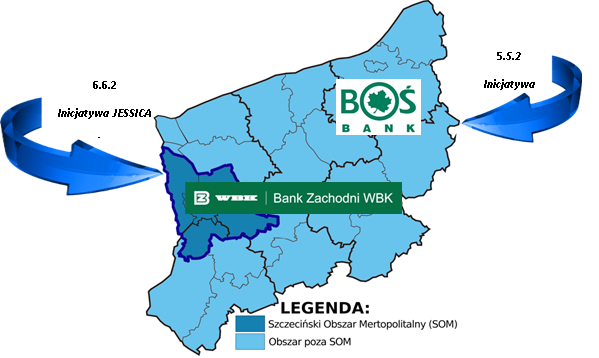 6.6.2
Inicjatywa JESSICA
.
5.5.2
Inicjatywa
BOŚ
BANK
B WBK | Bank Zachodni WBK
LEGENDA:
Szczeciński Obszar Mertopolitalny (SOM)
Obszar poza SOM